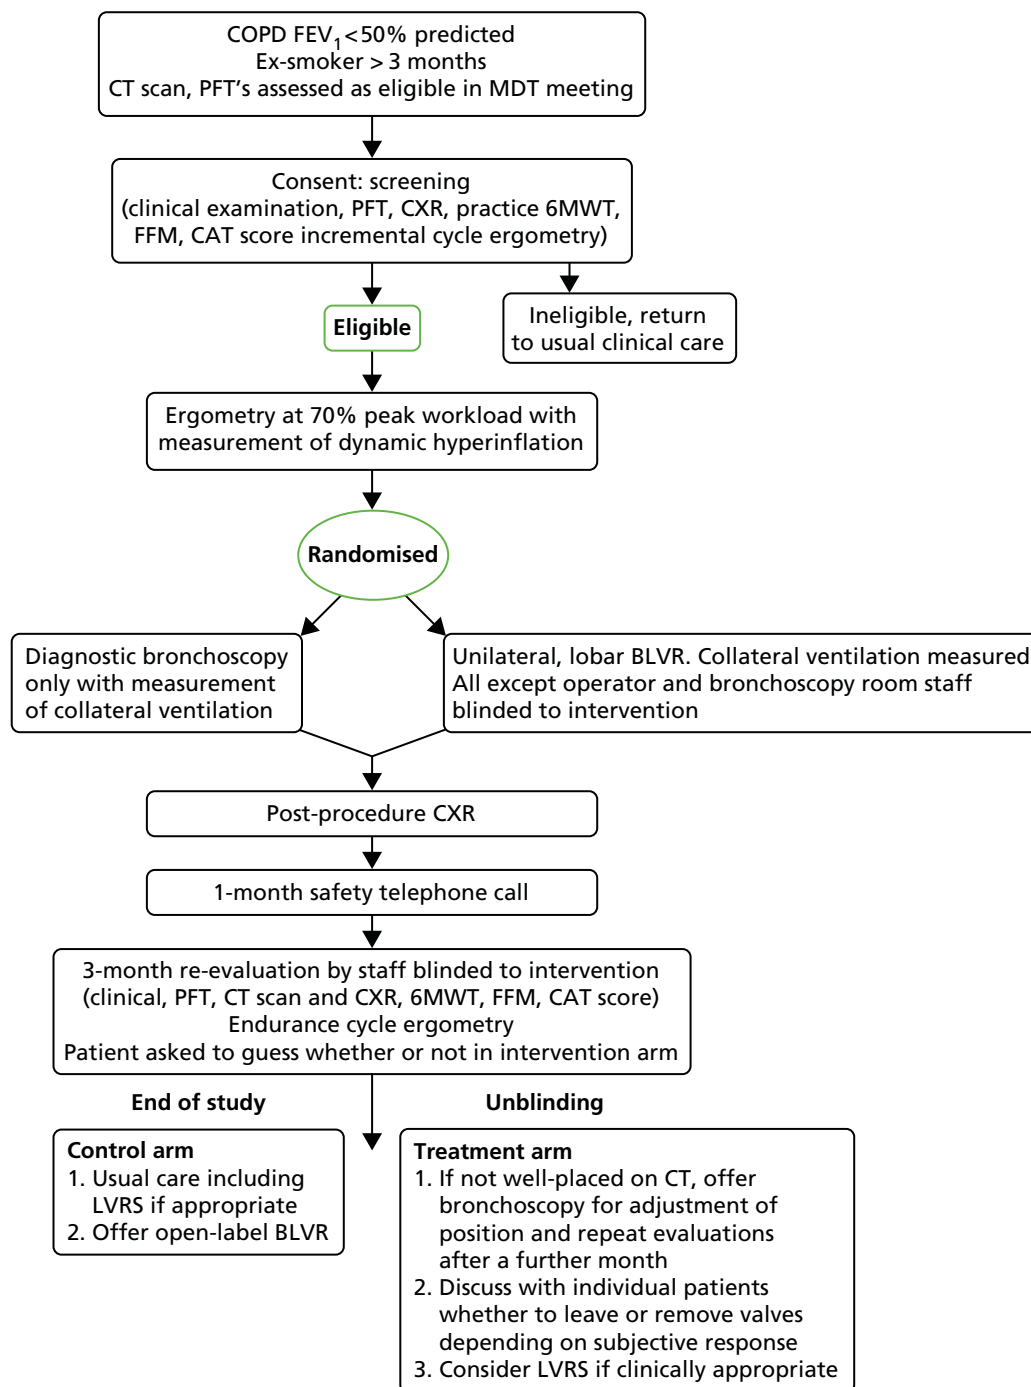 COPD FEV1<50% predicted
Ex-smoker > 3 months
CT scan, PFT's assessed as eligible in MDT meeting
Consent: screening
(clinical examination, PFT, CXR, practice 6MWT,
FFM, CAT score incremental cycle ergometry)
Eligible
Ineligible, return
to usual clinical care
Ergometry at 70% peak workload with
measurement of dynamic hyperinflation
Randomised
Diagnostic bronchoscopy
only with measurement
of collateral ventilation
Unilateral, lobar BLVR. Collateral ventilation measured
All except operator and bronchoscopy room staff
blinded to intervention
Post-procedure CXR
1-month safety telephone call
3-month re-evaluation by staff blinded to intervention
(clinical, PFT, CT scan and CXR, 6MWT, FFM, CAT score)
Endurance cycle ergometry
Patient asked to guess whether or not in intervention arm
End of study
Unblinding
Control arm
1. Usual care including
LVRS if appropriate
2. Offer open-label BLVR
Treatment arm
1. If not well-placed on CT, offer
bronchoscopy for adjustment of
position and repeat evaluations
after a further month
2. Discuss with individual patients
whether to leave or remove valves
depending on subjective response
3. Consider LVRS if clinically appropriate